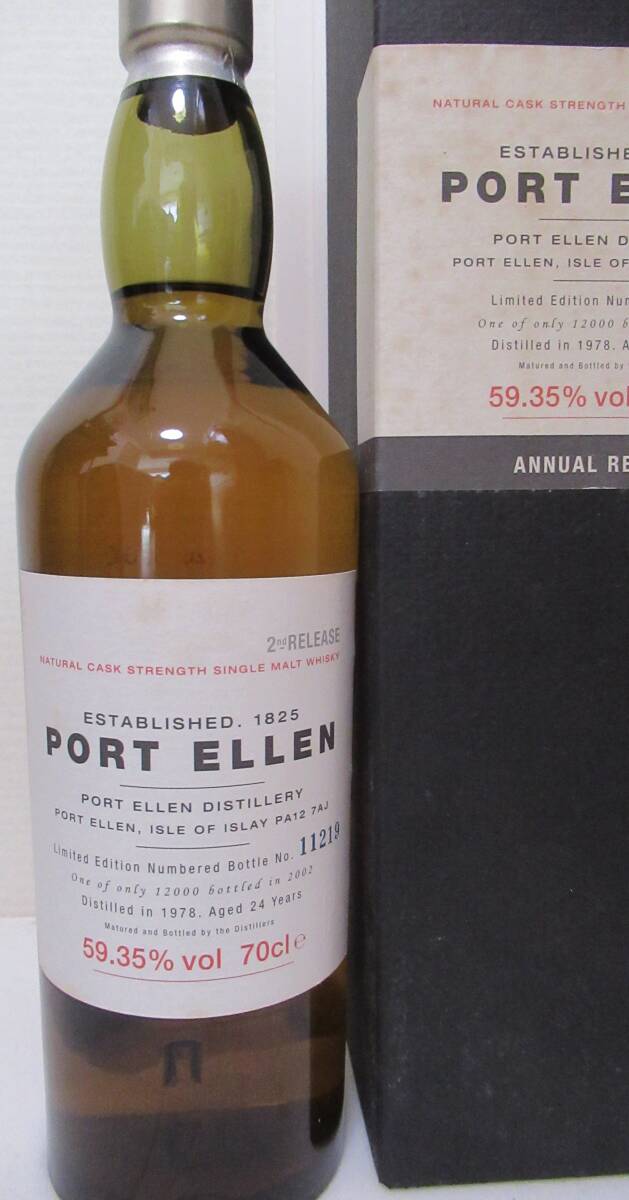 2nd RELEASE
NATURAL CASK STRENGTH SINGLE MALT WHISKY
ESTABLISHED. 1825
PORT ELLEN
PORT ELLEN DISTILLERY
PORT ELLEN, ISLE OF ISLAY PA12 7AJ
Limited Edition Numbered Bottle No. 11219
One of only 12000 bottled in 2002
Distilled in 1978. Aged 24 Years
Matured and Bottled by the Distillers
59.35% vol 70cl e
NATURAL CASK STRENGTH
ESTABLISHE
PORT E
PORT ELLEN D
PORT ELLEN, ISLE OF
Limited Edition Num
One of only 12000 b
Distilled in 1978. A
Matured and Bottled by
59.35% vol
ANNUAL RE